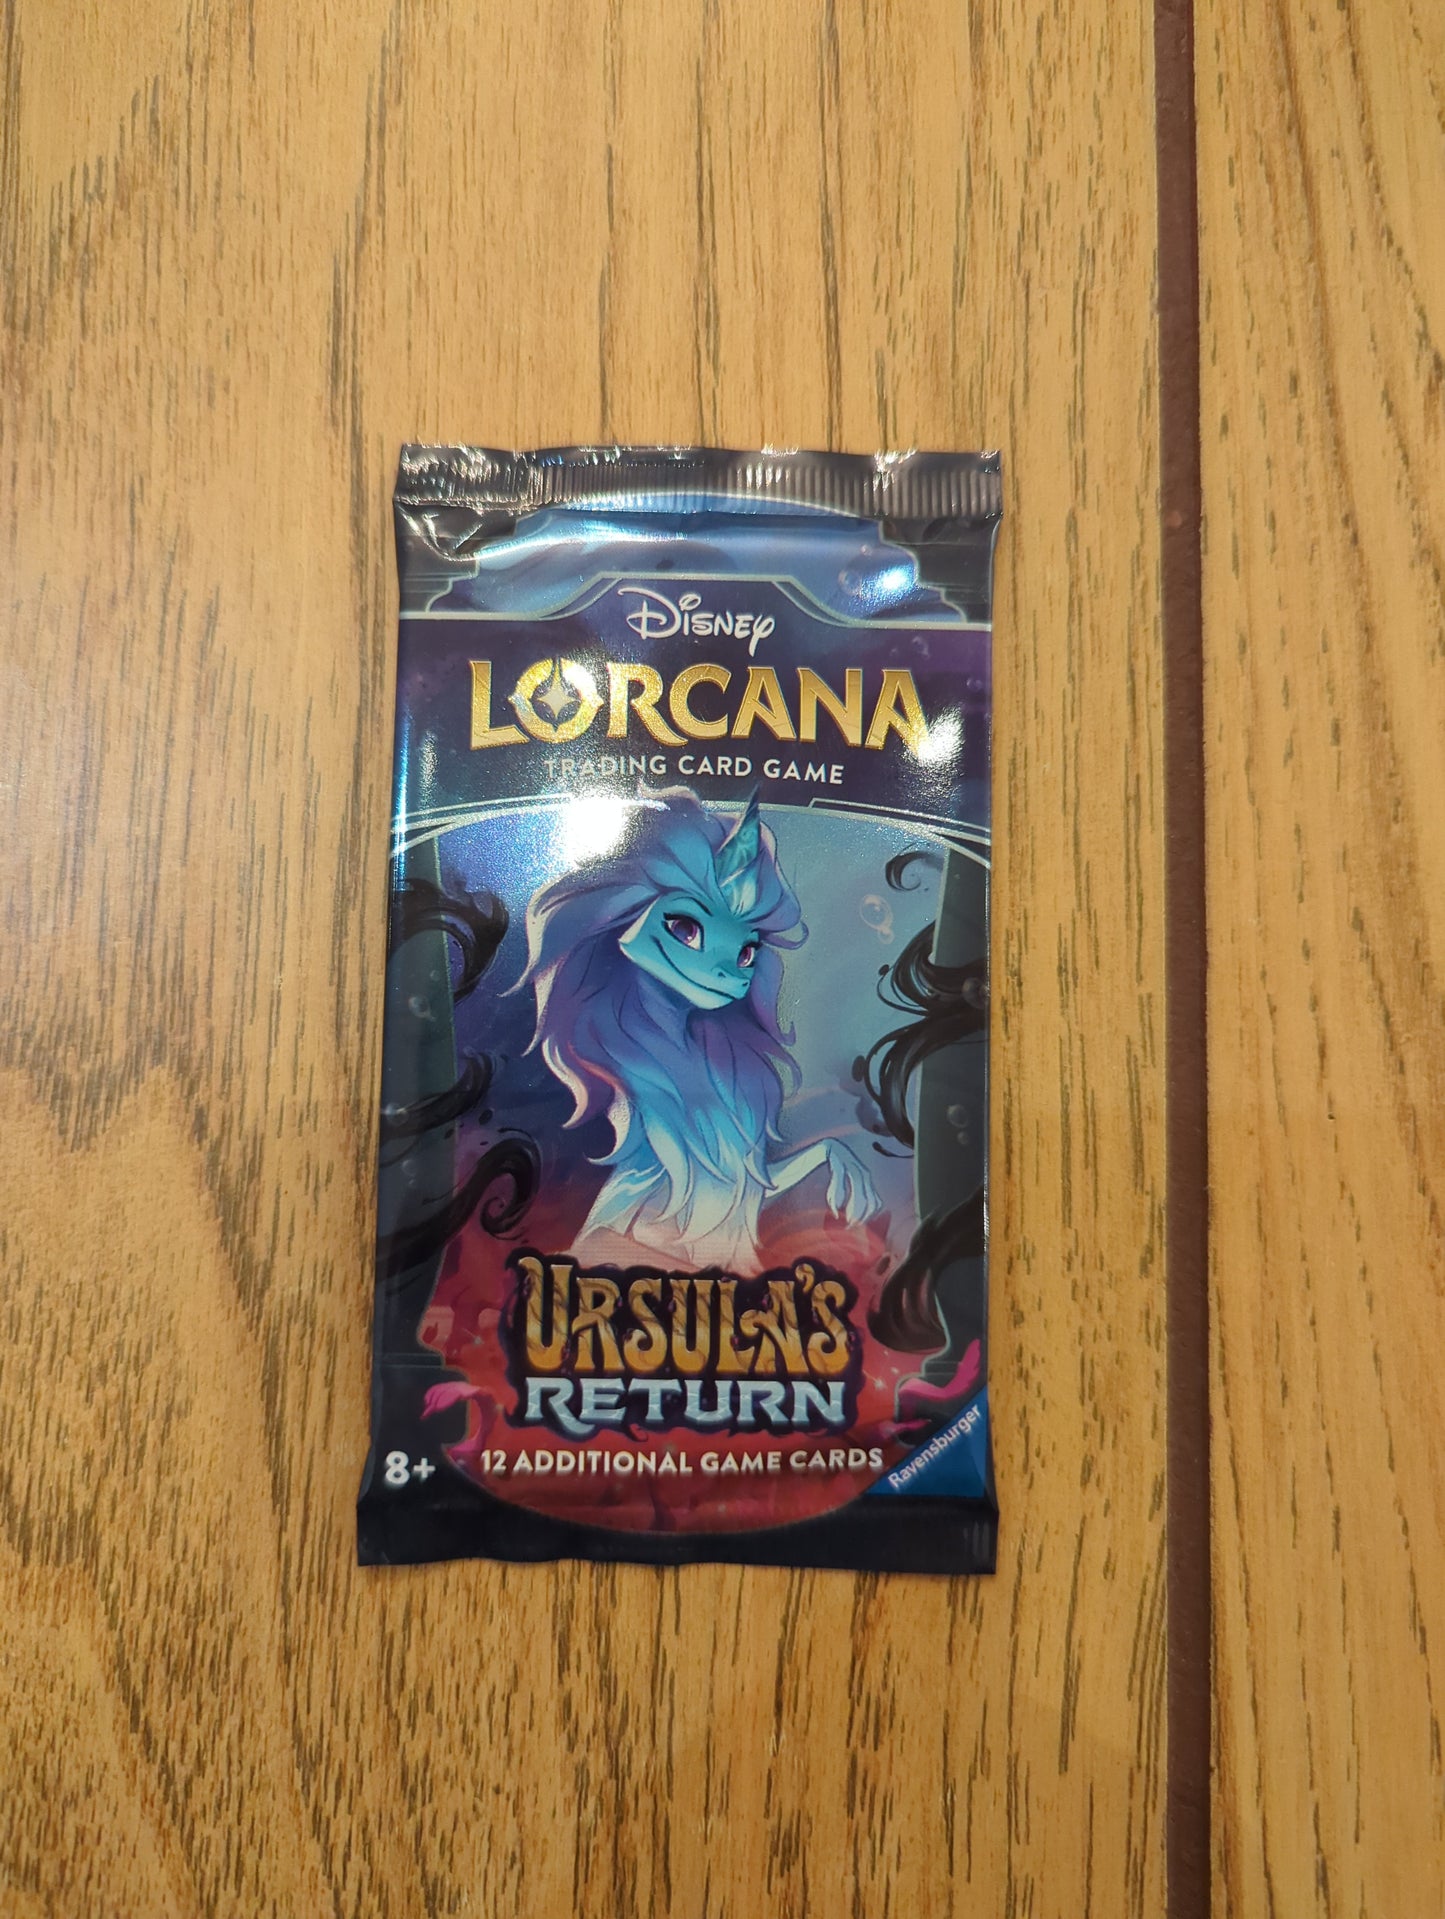 Disney
LORCANA
TRADING CARD GAME
URSULA'S
RETURN
12 ADDITIONAL GAME CARDS
8+
Ravensburger